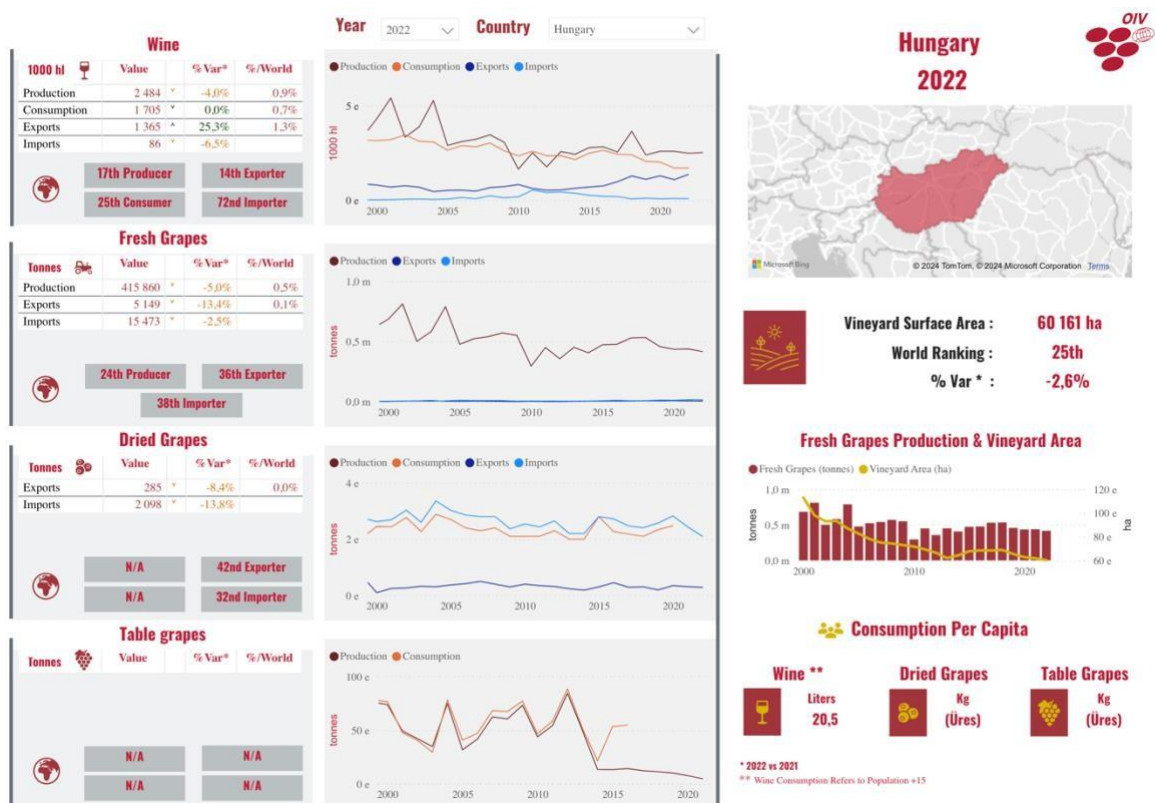 Year 2022 Country Hungary
OIV
Wine
1000 hl Value %Var* %/World
Production 2 484 -4,0% 0,9%
Consumption 1 705 0,0% 0,7%
Exports 1 365 25,3% 1,3%
Imports 86 -6,5%
17th Producer 14th Exporter
25th Consumer 72nd Importer
Production Consumption Exports Imports
1000 hl
5 e
0 e
2000 2005 2010 2015 2020
Fresh Grapes
Tonnes Value %Var* %/World
Production 415 860 -5,0% 0,5%
Exports 5 149 -13,4% 0,1%
Imports 15 473 -2,5%
24th Producer 36th Exporter
38th Importer
Production Exports Imports
tonnes
1,0 m
0,5 m
0,0 m
2000 2005 2010 2015 2020
Dried Grapes
Tonnes Value %Var* %/World
Exports 285 -8,4% 0,0%
Imports 2 098 -13,8%
N/A 42nd Exporter
N/A 32nd Importer
Production Consumption Exports Imports
tonnes
4 e
2 e
0 e
2000 2005 2010 2015 2020
Table grapes
Tonnes Value %Var* %/World
N/A N/A
N/A N/A
Production Consumption
tonnes
100 e
50 e
0 e
2000 2005 2010 2015 2020
Hungary
2022
Microsoft Bing © 2024 TomTom, © 2024 Microsoft Corporation Terms
Vineyard Surface Area : 60 161 ha
World Ranking : 25th
% Var * : -2,6%
Fresh Grapes Production & Vineyard Area
Fresh Grapes (tonnes) Vineyard Area (ha)
tonnes
1,0 m
0,5 m
0,0 m
120 e
100 e
80 e
60 e
ha
2000 2010 2020
Consumption Per Capita
Wine ** Dried Grapes Table Grapes
Liters Kg Kg
20,5 (Üres) (Üres)
* 2022 vs 2021
** Wine Consumption Refers to Population +15